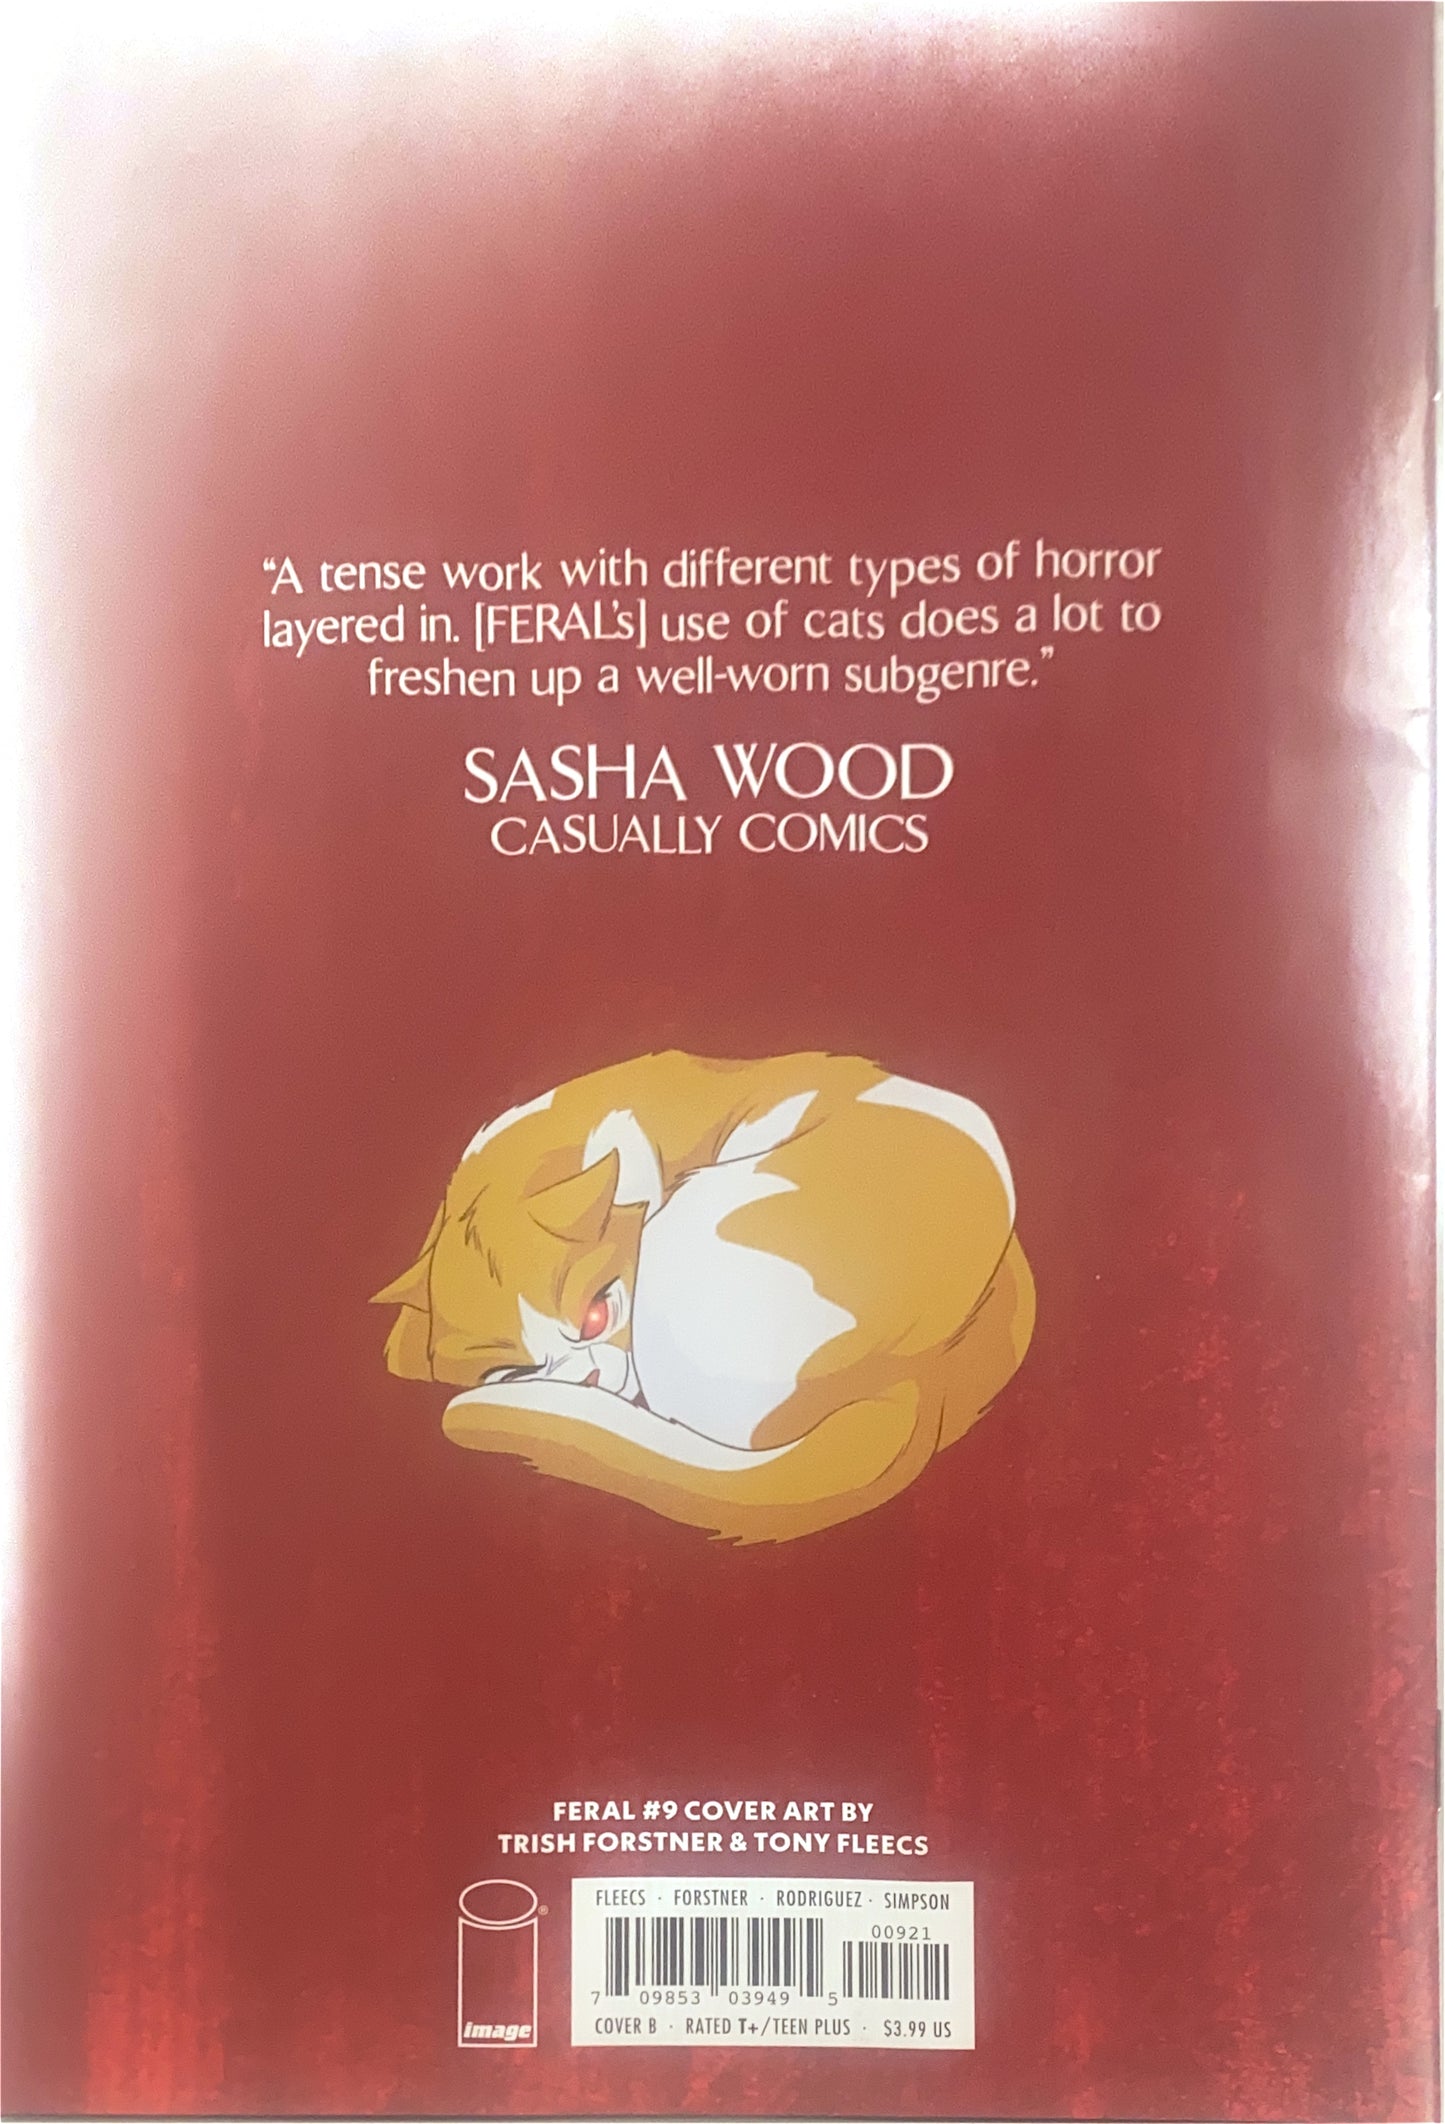 “A tense work with different types of horror
layered in. [FERAL's] use of cats does a lot to
freshen up a well-worn subgenre.”
SASHA WOOD
CASUALLY COMICS
FERAL #9 COVER ART BY
TRISH FORSTNER & TONY FLEECS
image
®
FLEECS · FORSTNER · RODRIGUEZ · SIMPSON
00921
7 09853 03949 5
COVER B · RATED T+/TEEN PLUS · $3.99 US